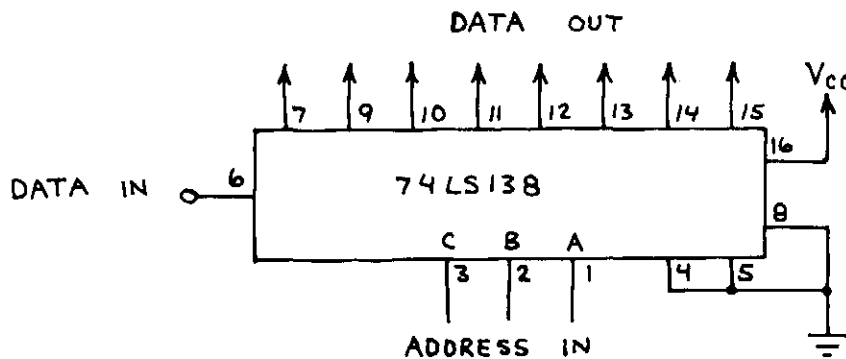 DATA OUT
7 9 10 11 12 13 14 15
VCC
16
DATA IN 6 74LS138
8
C B A
3 2 1 4 5
ADDRESS IN